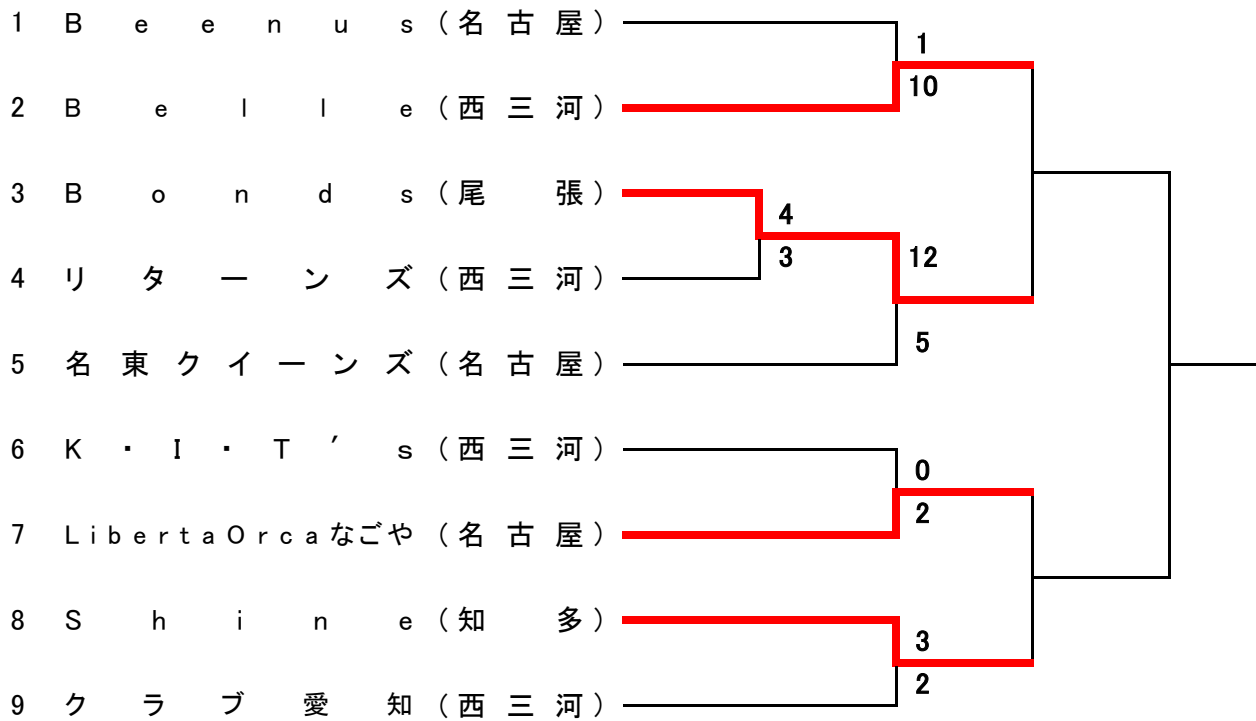 1 Beenus(名古屋)
1
10
2 Belle(西三河)
3 Bonds(尾張)
4
3
12
4 リターンズ(西三河)
5
5 名東クイーンズ(名古屋)
6 K・I・T′s(西三河)
0
2
7 LibertaOrcaなごや(名古屋)
8 Shine(知多)
3
2
9 クラブ愛知(西三河)